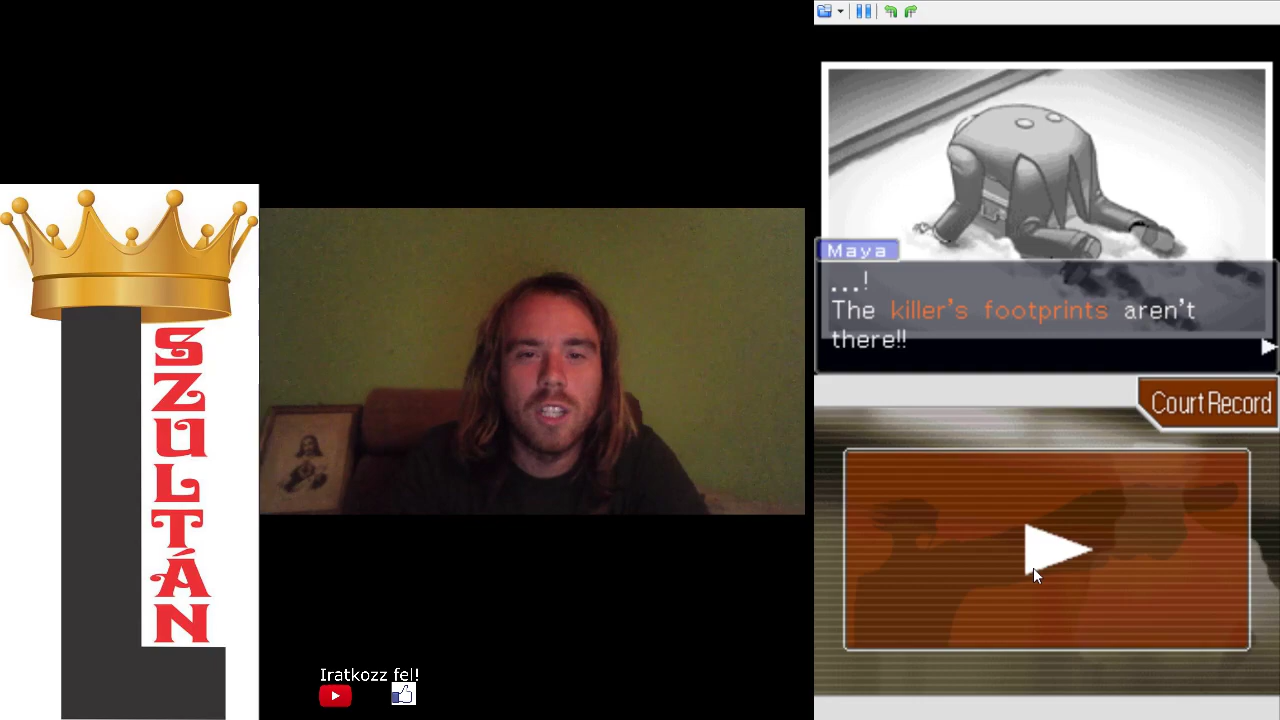 SZULTÁN
Iratkozz fel!
Maya
...!
The killer's footprints aren't
there!!
Court Record